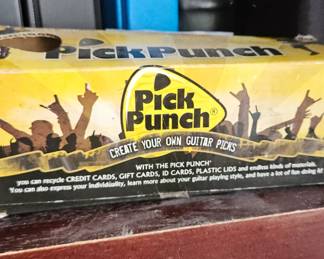 PickPunch
Pick
Punch®
CREATE YOUR OWN GUITAR PICKS
WITH THE PICK PUNCH®
you can recycle CREDIT CARDS, GIFT CARDS, ID CARDS, PLASTIC LIDS and endless kinds of materials.
You can also express your individuality, learn more about your guitar playing style, and have a lot of fun doing it!